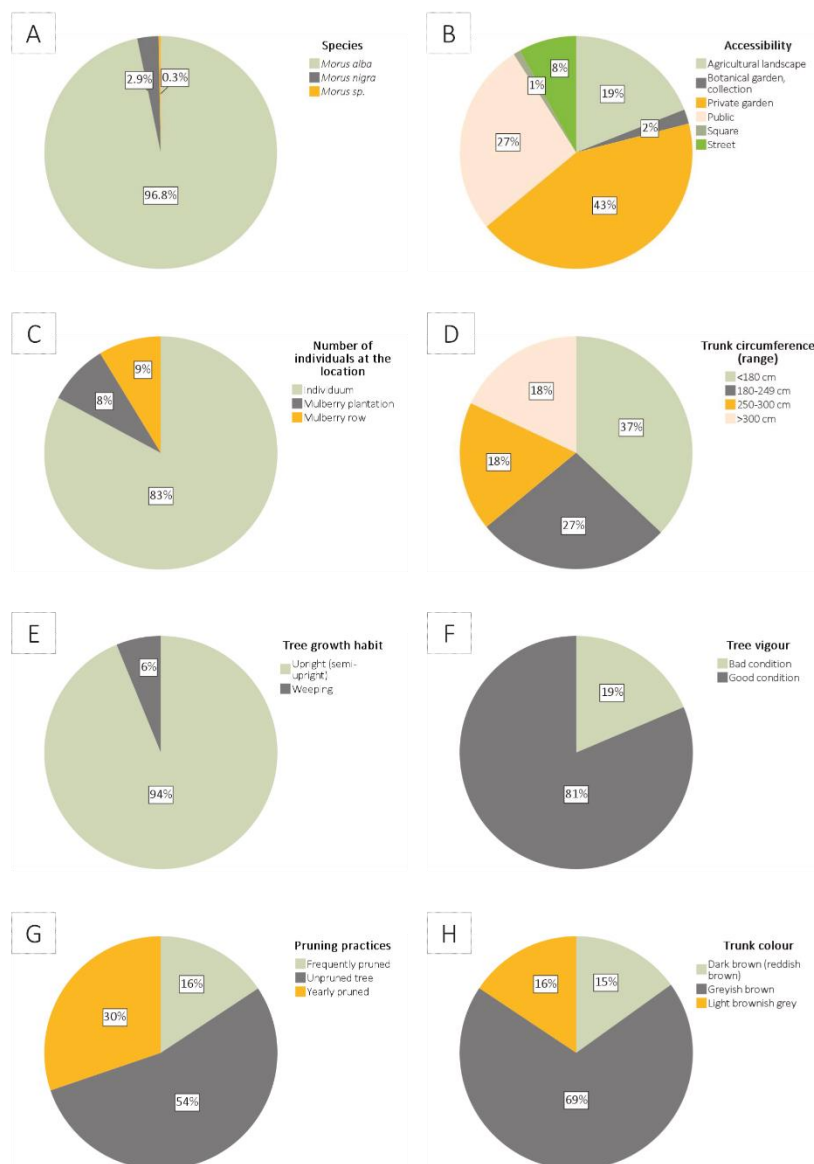 A
Species
Morus alba
Morus nigra
Morus sp.
2.9%
0.3%
96.8%
B
Accessibility
Agricultural landscape
Botanical garden,
collection
Private garden
Public
Square
Street
8%
1%
19%
2%
27%
43%
C
Number of
individuals at the
location
Individuum
Mulberry plantation
Mulberry row
9%
8%
83%
D
Trunk circumference
(range)
<180 cm
180-249 cm
250-300 cm
>300 cm
18%
37%
18%
27%
E
Tree growth habit
Upright (semi-
upright)
Weeping
6%
94%
F
Tree vigour
Bad condition
Good condition
19%
81%
G
Pruning practices
Frequently pruned
Unpruned tree
Yearly pruned
16%
30%
54%
H
Trunk colour
Dark brown (reddish
brown)
Greyish brown
Light brownish grey
16%
15%
69%